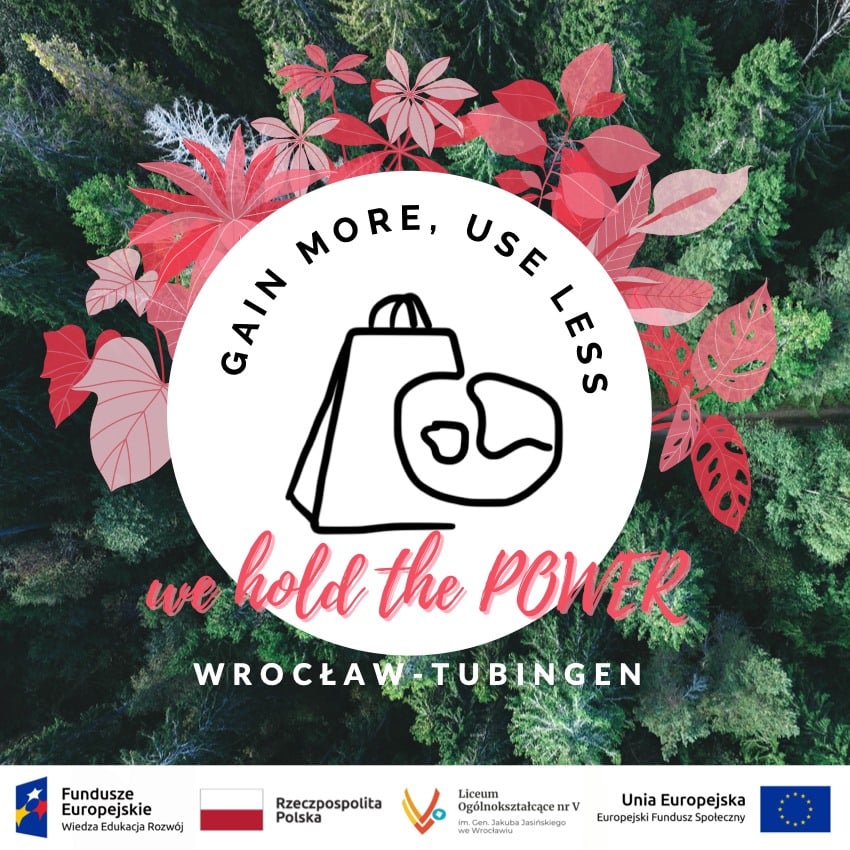 GAIN MORE, USE LESS
we hold the POWER
WROCŁAW-TUBINGEN
Fundusze
Europejskie
Wiedza Edukacja Rozwój
Rzeczpospolita
Polska
Liceum
Ogólnokształcące nr V
im. Gen. Jakuba Jasińskiego
we Wrocławiu
Unia Europejska
Europejski Fundusz Społeczny